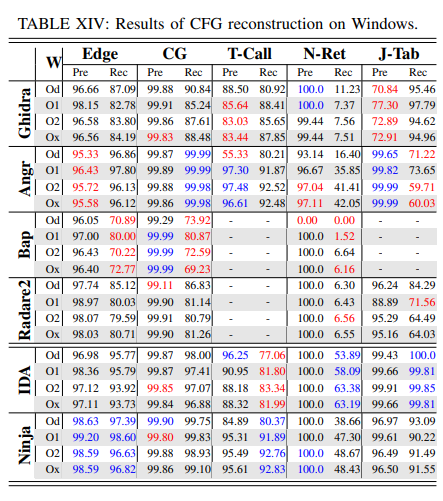 TABLE XIV: Results of CFG reconstruction on Windows.
W Edge CG T-Call N-Ret J-Tab
Pre Rec Pre Rec Pre Rec Pre Rec Pre Rec
Ghidra
Od 96.66 87.09 99.88 90.84 88.50 80.92 100.0 11.23 70.84 95.46
O1 98.15 82.78 99.91 85.24 85.64 88.41 100.0 7.37 77.30 97.79
O2 96.58 83.80 99.86 87.61 83.03 85.65 99.44 7.56 72.89 94.62
Ox 96.56 84.19 99.83 88.48 83.44 87.85 99.44 7.51 72.91 94.96
Angr
Od 95.33 96.86 99.87 99.99 55.33 80.21 93.14 16.40 99.65 71.22
O1 96.43 97.80 99.89 99.99 97.30 91.87 96.67 35.85 99.82 73.65
O2 95.72 96.13 99.88 99.98 97.48 92.52 97.04 41.41 99.99 59.71
Ox 95.58 96.12 99.86 99.98 96.61 92.48 97.11 42.05 99.99 60.03
Bap
Od 96.05 70.89 99.29 73.92 - - 0.00 0.00 - -
O1 97.00 80.00 99.99 80.87 - - 100.0 1.52 - -
O2 96.43 70.22 99.99 72.59 - - 100.0 6.64 - -
Ox 96.40 72.77 99.99 69.23 - - 100.0 6.16 - -
Radare2
Od 97.74 85.12 99.11 86.83 - - 100.0 6.30 96.24 84.29
O1 98.97 80.03 99.90 81.14 - - 100.0 6.43 88.89 71.56
O2 98.07 79.59 99.91 80.79 - - 100.0 6.56 95.29 64.49
Ox 98.03 80.71 99.90 81.26 - - 100.0 6.55 95.16 64.03
IDA
Od 96.98 95.77 99.87 98.00 96.25 77.06 100.0 53.89 99.43 100.0
O1 98.36 95.79 99.87 97.41 90.95 81.80 100.0 58.09 99.66 99.81
O2 97.12 93.92 99.85 97.07 88.18 83.34 100.0 63.38 99.91 99.85
Ox 97.11 93.73 99.84 96.88 88.32 81.99 100.0 63.19 99.66 99.81
Ninja
Od 98.63 97.39 99.90 99.75 84.89 80.37 100.0 38.66 96.97 93.09
O1 99.20 98.60 99.80 99.83 95.31 91.89 100.0 47.30 99.61 90.22
O2 98.59 96.63 99.88 98.93 95.49 92.76 100.0 48.67 96.49 91.49
Ox 98.59 96.82 99.86 99.10 95.61 92.83 100.0 48.43 96.50 91.55